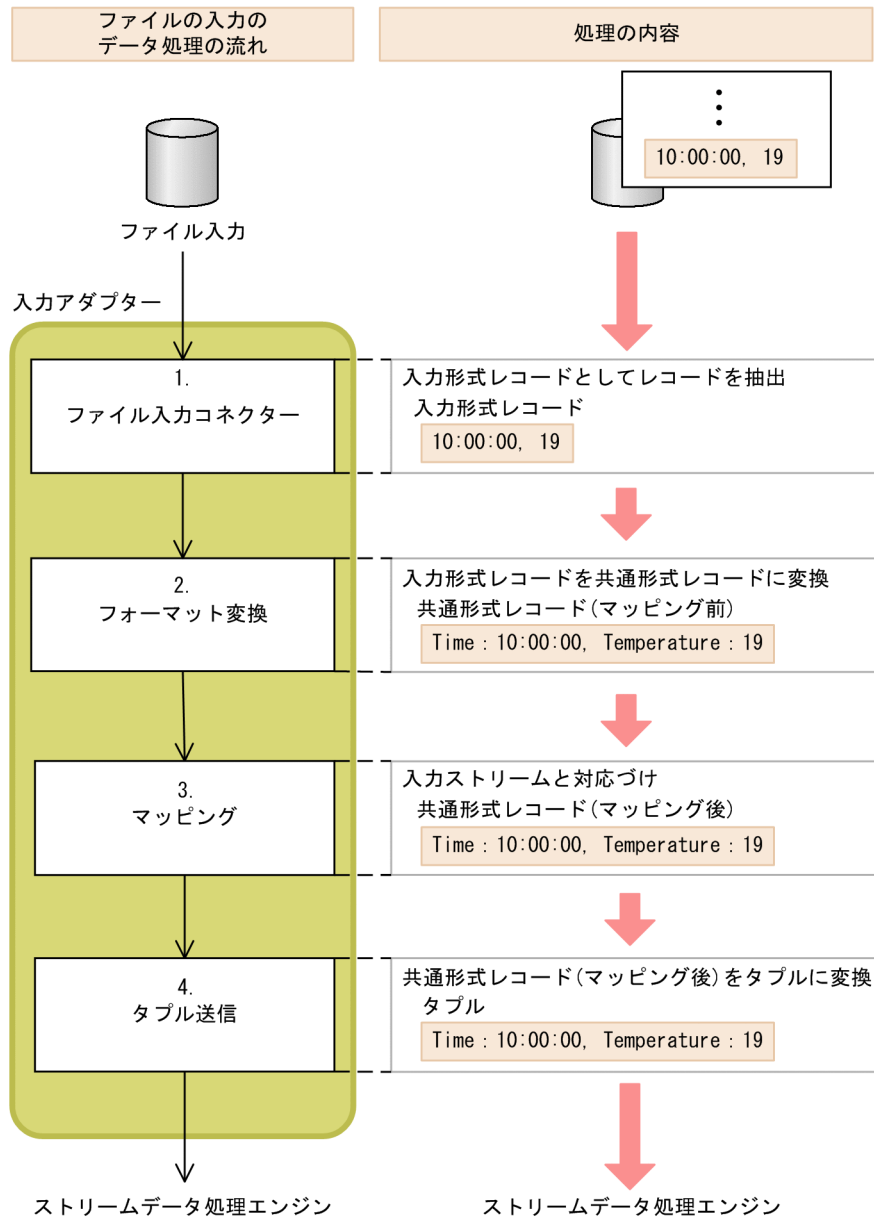 ファイルの入力の
データ処理の流れ
処理の内容
10:00:00, 19
ファイル入力
入力アダプター
1.
ファイル入力コネクター
入力形式レコードとしてレコードを抽出
入力形式レコード
10:00:00, 19
2.
フォーマット変換
入力形式レコードを共通形式レコードに変換
共通形式レコード(マッピング前)
Time：10:00:00, Temperature：19
3.
マッピング
入力ストリームと対応づけ
共通形式レコード(マッピング後)
Time：10:00:00, Temperature：19
4.
タプル送信
共通形式レコード(マッピング後)をタプルに変換
タプル
Time：10:00:00, Temperature：19
ストリームデータ処理エンジン
ストリームデータ処理エンジン